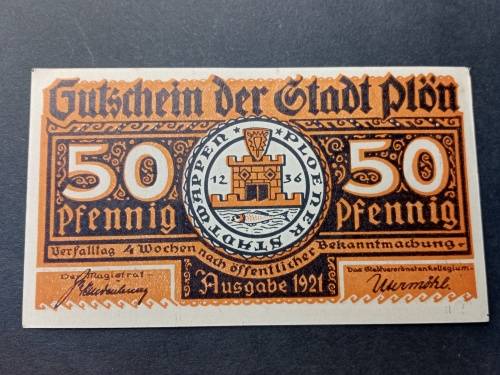 Gutschein der Stadt Plön
50 Pfennig
PLOENER STADTWAPPEN
12 36
50 Pfennig
Verfalltag 4 Wochen nach öffentlicher Bekanntmachung.
Ausgabe 1921
Der Magistrat
Das Stadtverordnetenkollegium.